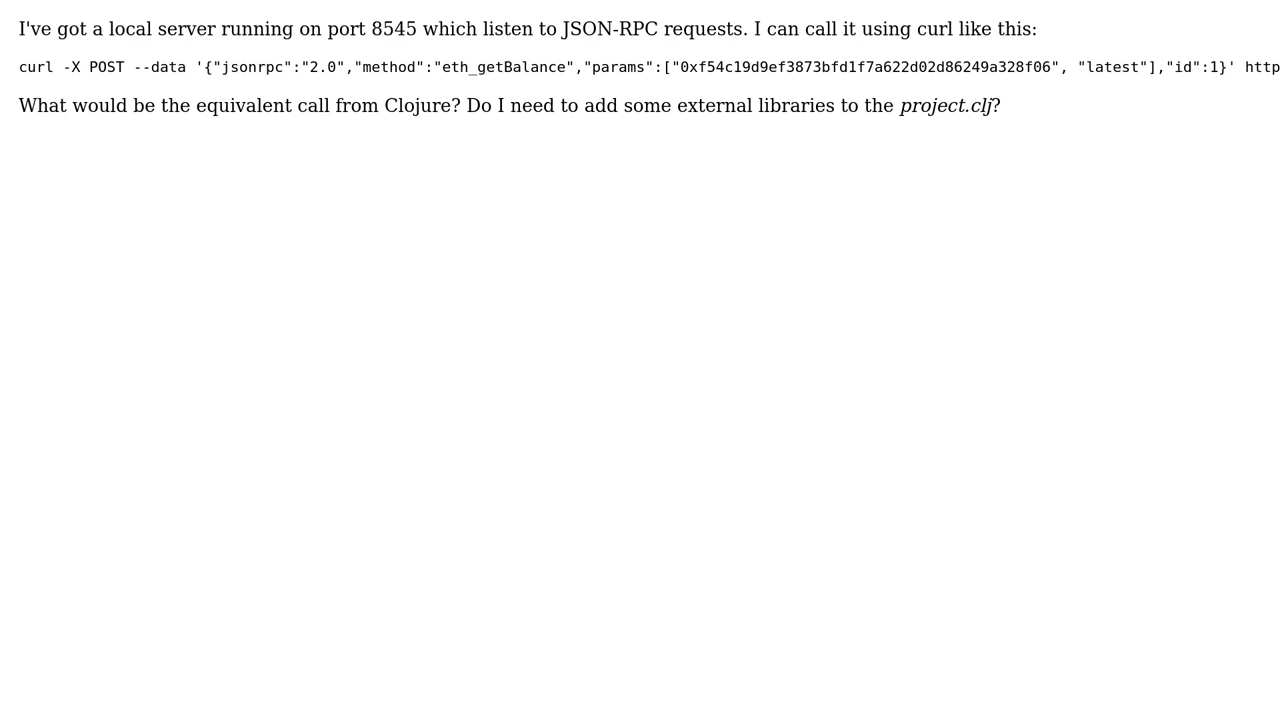 I've got a local server running on port 8545 which listen to JSON-RPC requests. I can call it using curl like this:
curl -X POST --data '{"jsonrpc":"2.0","method":"eth_getBalance","params":["0xf54c19d9ef3873bfd1f7a622d02d86249a328f06", "latest"],"id":1}' http
What would be the equivalent call from Clojure? Do I need to add some external libraries to the project.clj?